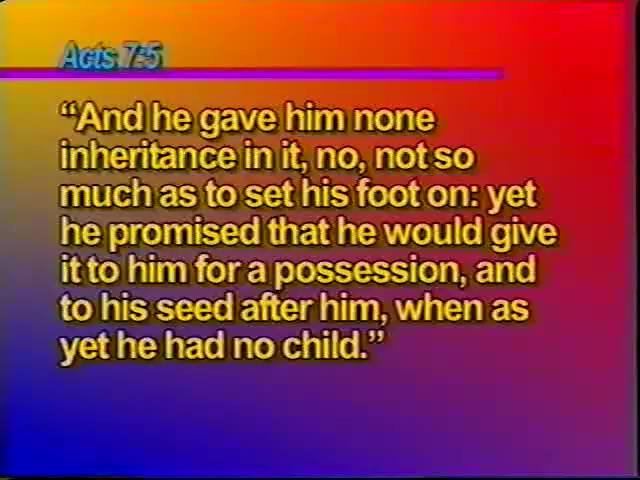 Acts 7:5
“And he gave him none
inheritance in it, no, not so
much as to set his foot on: yet
he promised that he would give
it to him for a possession, and
to his seed after him, when as
yet he had no child.”